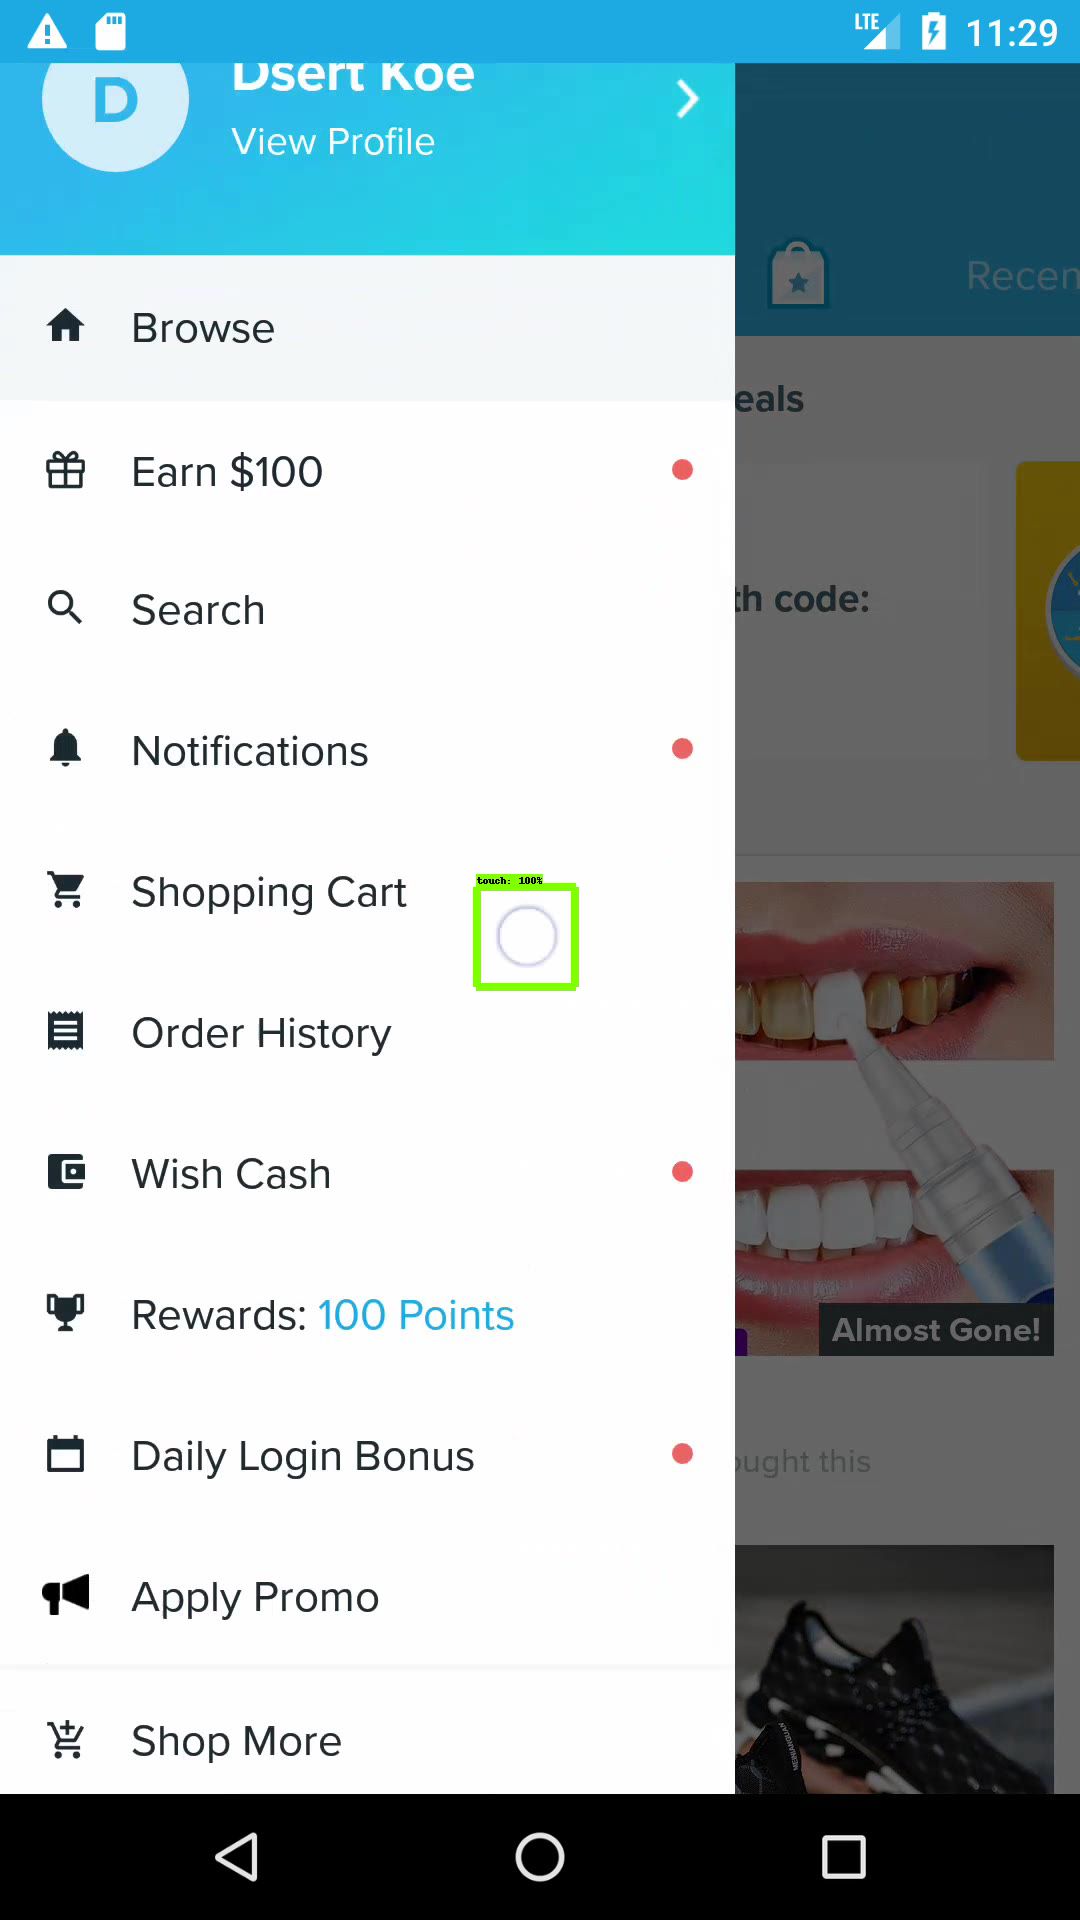 LTE 11:29
D
Dsert Koe
View Profile
Recen
Browse
eals
Earn $100
th code:
Search
Notifications
Shopping Cart
touch: 100%
Order History
Wish Cash
Rewards: 100 Points
Almost Gone!
Daily Login Bonus
ought this
Apply Promo
Shop More